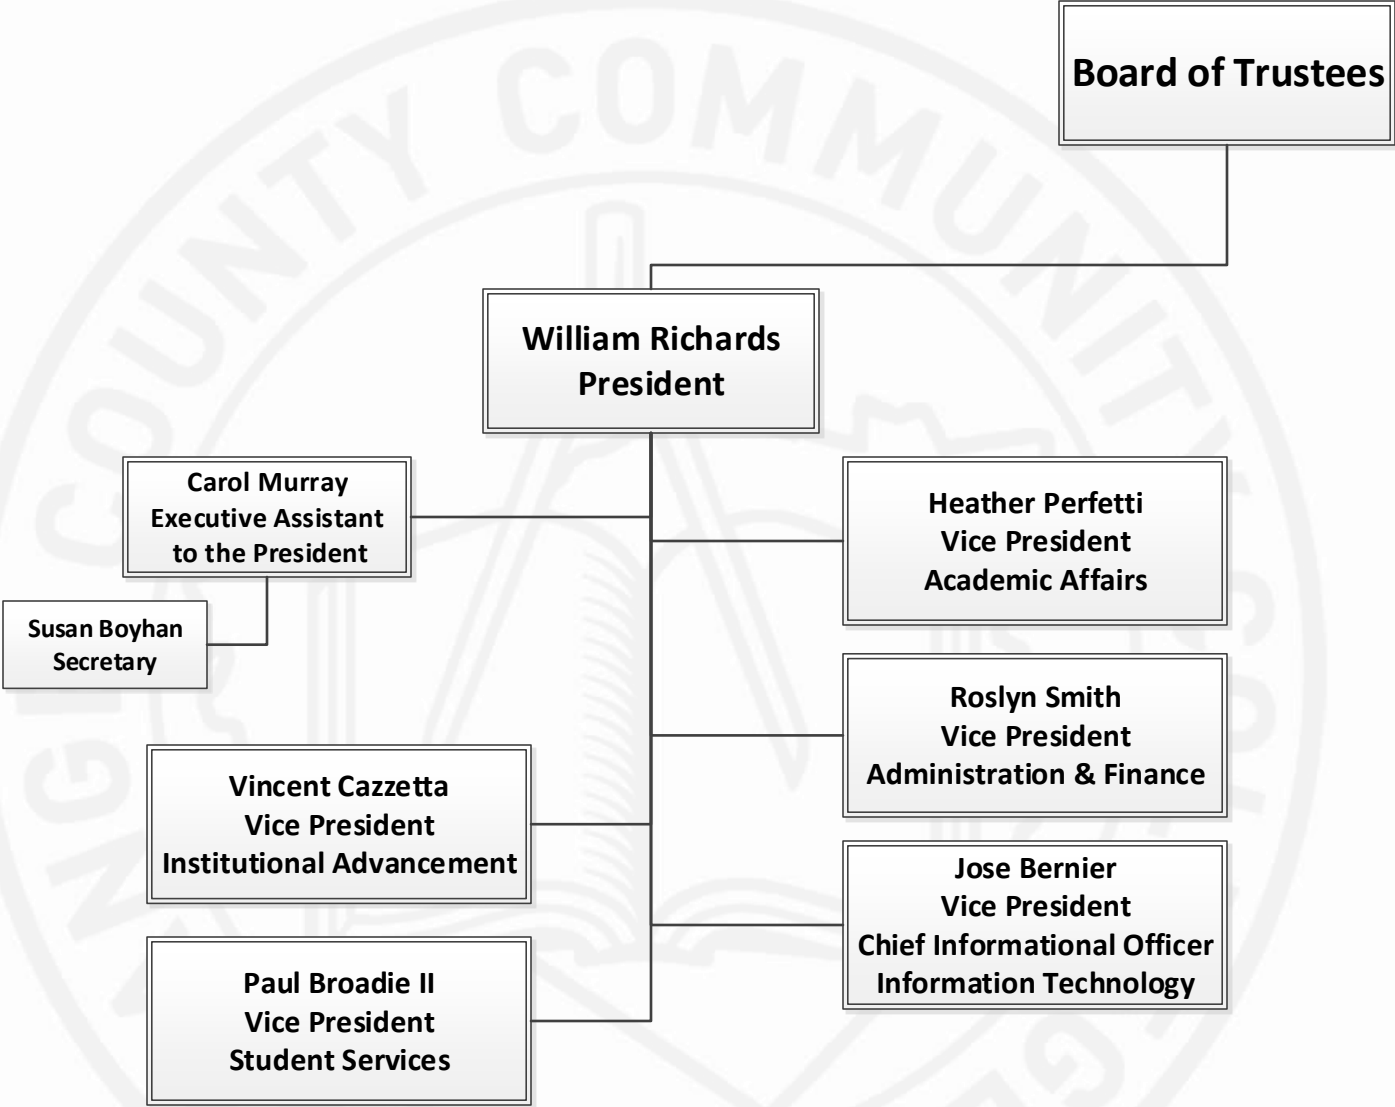 Board of Trustees
William Richards
President
Carol Murray
Executive Assistant
to the President
Susan Boyhan
Secretary
Heather Perfetti
Vice President
Academic Affairs
Roslyn Smith
Vice President
Administration & Finance
Vincent Cazzetta
Vice President
Institutional Advancement
Jose Bernier
Vice President
Chief Informational Officer
Information Technology
Paul Broadie II
Vice President
Student Services
COUNTY COMMUNITY